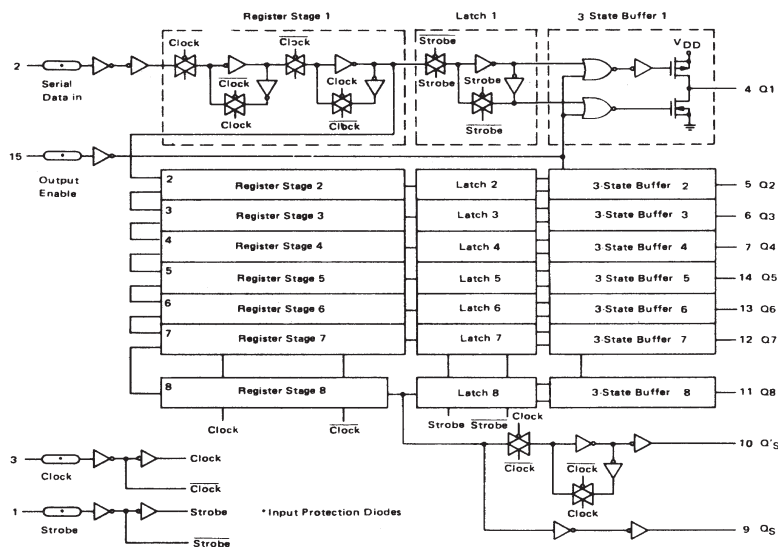 Register Stage 1
Latch 1
3 State Buffer 1
Clock
Clock
Strobe
VDD
2
Serial
Data in
Clock
Clock
Strobe
4 Q1
Clock
Clock
Strobe
15
Output
Enable
2 Register Stage 2 Latch 2 3-State Buffer 2 5 Q2
3 Register Stage 3 Latch 3 3-State Buffer 3 6 Q3
4 Register Stage 4 Latch 4 3-State Buffer 4 7 Q4
5 Register Stage 5 Latch 5 3-State Buffer 5 14 Q5
6 Register Stage 6 Latch 6 3-State Buffer 6 13 Q6
7 Register Stage 7 Latch 7 3-State Buffer 7 12 Q7
8 Register Stage 8 Latch 8 3-State Buffer 8 11 Q8
Clock Clock Strobe Strobe
Clock
10 Q'S
Clock
Clock
Clock
3
Clock
Clock
Clock
1
Strobe
Strobe
Strobe
*Input Protection Diodes
9 QS